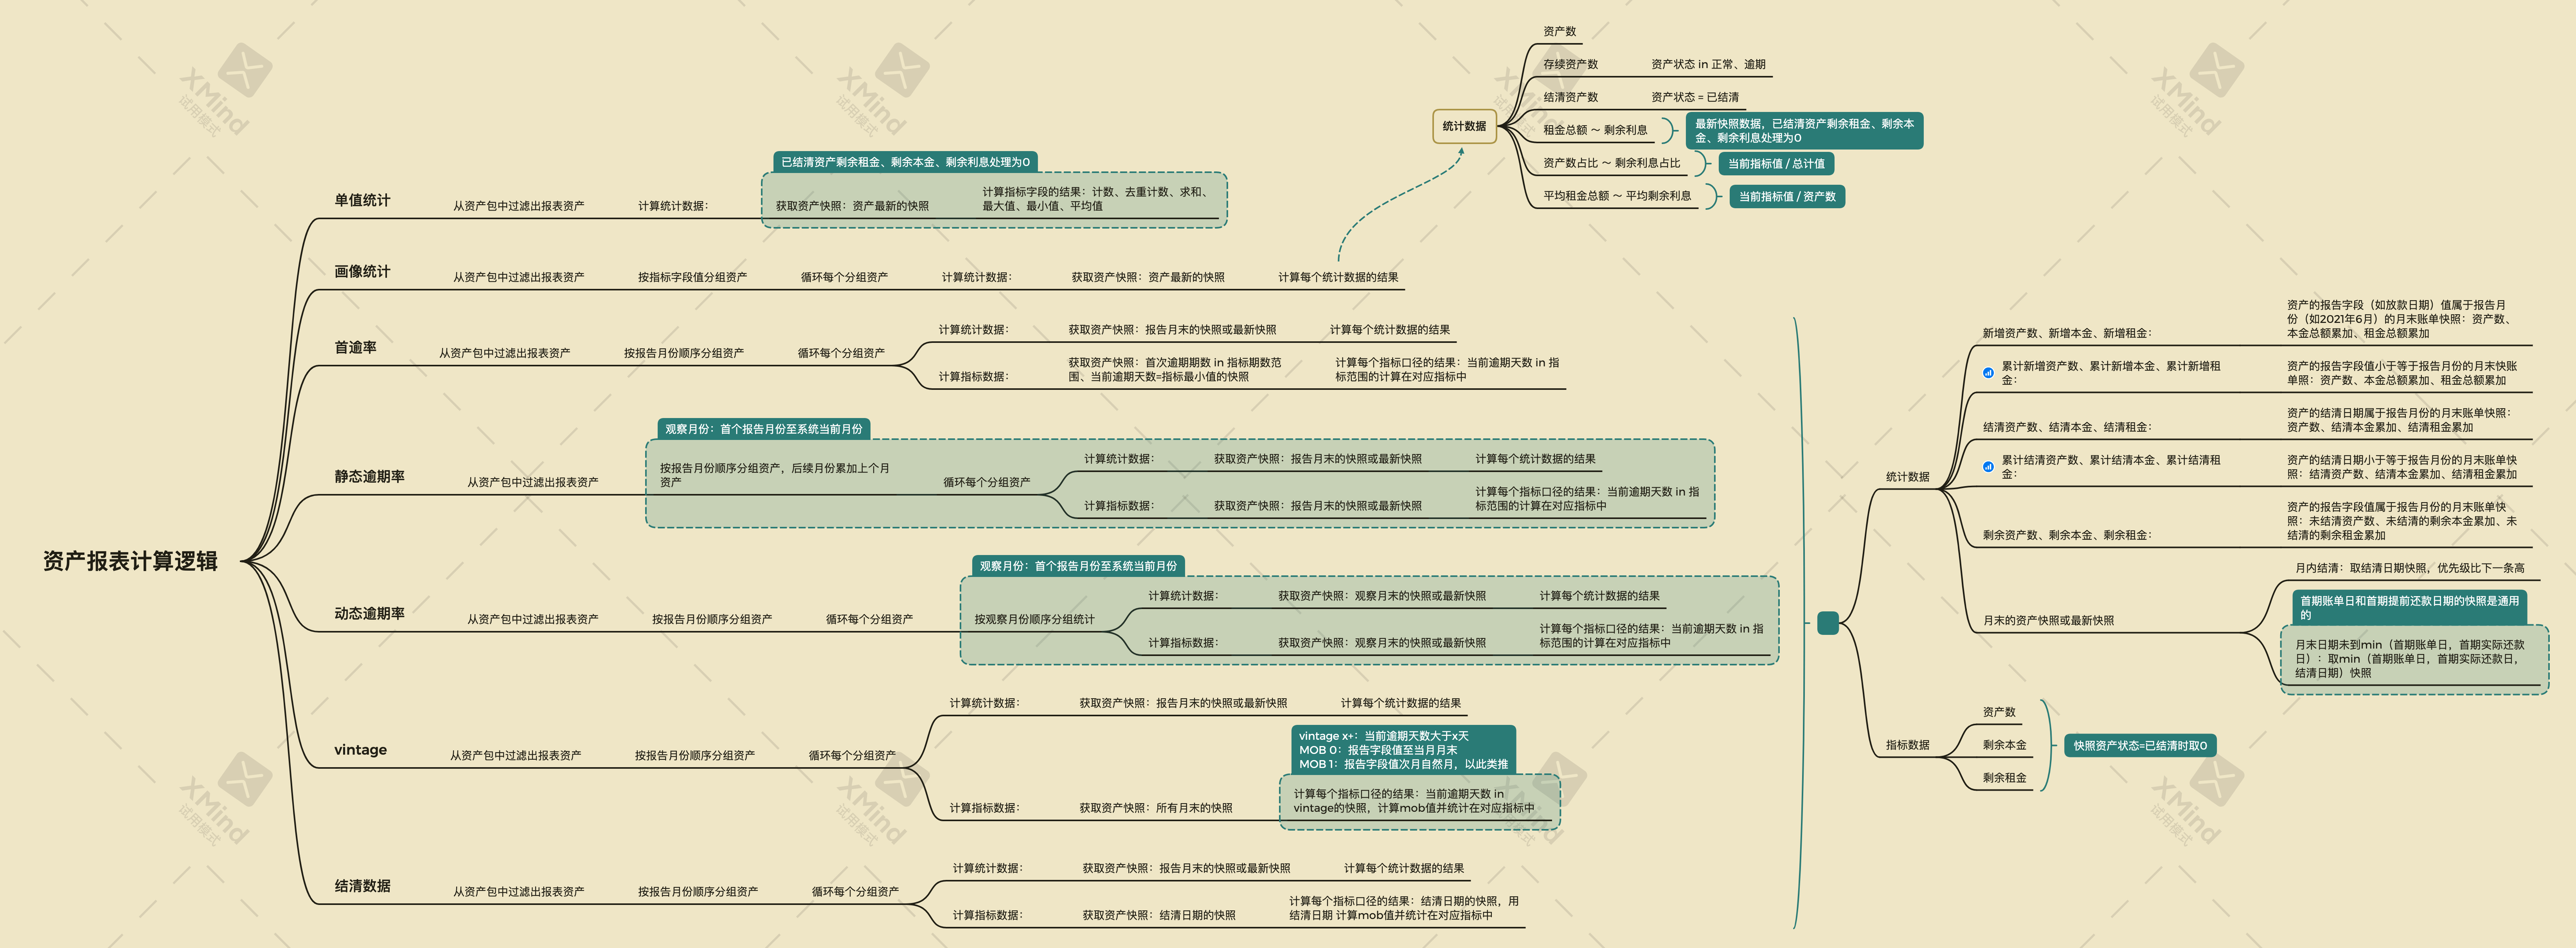 资产报表计算逻辑
单值统计
从资产包中过滤出报表资产
计算统计数据：
已结清资产剩余租金、剩余本金、剩余利息处理为0
获取资产快照：资产最新的快照
计算指标字段的结果：计数、去重计数、求和、
最大值、最小值、平均值
画像统计
从资产包中过滤出报表资产
按指标字段值分组资产
循环每个分组资产
计算统计数据：
获取资产快照：资产最新的快照
计算每个统计数据的结果
统计数据
资产数
存续资产数
资产状态 in 正常、逾期
结清资产数
资产状态 = 已结清
租金总额 ～ 剩余利息
最新快照数据，已结清资产剩余租金、剩余本
金、剩余利息处理为0
资产数占比 ～ 剩余利息占比
当前指标值 / 总计值
平均租金总额 ～ 平均剩余利息
当前指标值 / 资产数
首逾率
从资产包中过滤出报表资产
按报告月份顺序分组资产
循环每个分组资产
计算统计数据：
获取资产快照：报告月末的快照或最新快照
计算每个统计数据的结果
计算指标数据：
获取资产快照：首次逾期期数 in 指标期数范
围、当前逾期天数=指标最小值的快照
计算每个指标口径的结果：当前逾期天数 in 指
标范围的计算在对应指标中
静态逾期率
从资产包中过滤出报表资产
观察月份：首个报告月份至系统当前月份
按报告月份顺序分组资产，后续月份累加上个月
资产
循环每个分组资产
计算统计数据：
获取资产快照：报告月末的快照或最新快照
计算每个统计数据的结果
计算指标数据：
获取资产快照：报告月末的快照或最新快照
计算每个指标口径的结果：当前逾期天数 in 指
标范围的计算在对应指标中
动态逾期率
从资产包中过滤出报表资产
按报告月份顺序分组资产
循环每个分组资产
观察月份：首个报告月份至系统当前月份
按观察月份顺序分组统计
计算统计数据：
获取资产快照：观察月末的快照或最新快照
计算每个统计数据的结果
计算指标数据：
获取资产快照：观察月末的快照或最新快照
计算每个指标口径的结果：当前逾期天数 in 指
标范围的计算在对应指标中
vintage
从资产包中过滤出报表资产
按报告月份顺序分组资产
循环每个分组资产
计算统计数据：
获取资产快照：报告月末的快照或最新快照
计算每个统计数据的结果
计算指标数据：
获取资产快照：所有月末的快照
vintage x+：当前逾期天数大于x天
MOB 0：报告字段值至当月月末
MOB 1：报告字段值次月自然月，以此类推
计算每个指标口径的结果：当前逾期天数 in
vintage的快照，计算mob值并统计在对应指标中
结清数据
从资产包中过滤出报表资产
按报告月份顺序分组资产
循环每个分组资产
计算统计数据：
获取资产快照：报告月末的快照或最新快照
计算每个统计数据的结果
计算指标数据：
获取资产快照：结清日期的快照
计算每个指标口径的结果：结清日期的快照，用
结清日期 计算mob值并统计在对应指标中
统计数据
新增资产数、新增本金、新增租金：
资产的报告字段（如放款日期）值属于报告月
份（如2021年6月）的月末账单快照：资产数、
本金总额累加、租金总额累加
累计新增资产数、累计新增本金、累计新增租
金：
资产的报告字段值小于等于报告月份的月末快账
单照：资产数、本金总额累加、租金总额累加
结清资产数、结清本金、结清租金：
资产的结清日期属于报告月份的月末账单快照：
资产数、结清本金累加、结清租金累加
累计结清资产数、累计结清本金、累计结清租
金：
资产的结清日期小于等于报告月份的月末账单快
照：结清资产数、结清本金累加、结清租金累加
剩余资产数、剩余本金、剩余租金：
资产的报告字段值属于报告月份的月末账单快
照：未结清资产数、未结清的剩余本金累加、未
结清的剩余租金累加
月末的资产快照或最新快照
月内结清：取结清日期快照，优先级比下一条高
首期账单日和首期提前还款日期的快照是通用
的
月末日期未到min（首期账单日，首期实际还款
日）：取min（首期账单日，首期实际还款日，
结清日期）快照
指标数据
资产数
剩余本金
剩余租金
快照资产状态=已结清时取0
XMind
试用模式
XMind
试用模式
XMind
试用模式
XMind
试用模式
XMind
试用模式
XMind
试用模式
XMind
试用模式
XMind
试用模式